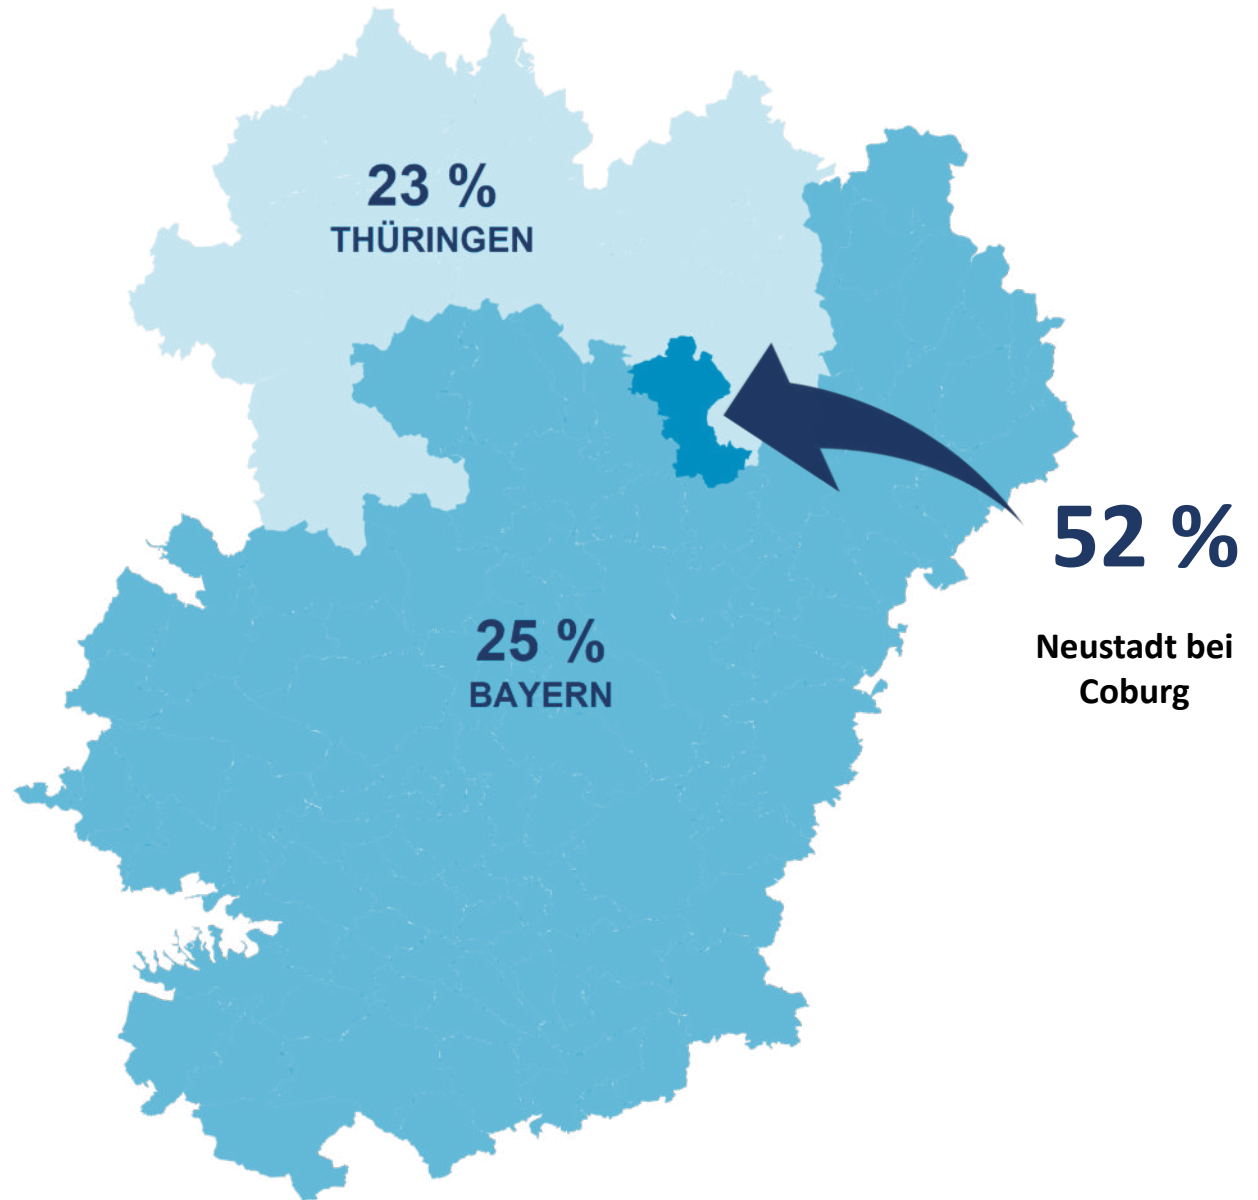 23 %
THÜRINGEN
52 %
Neustadt bei
Coburg
25 %
BAYERN